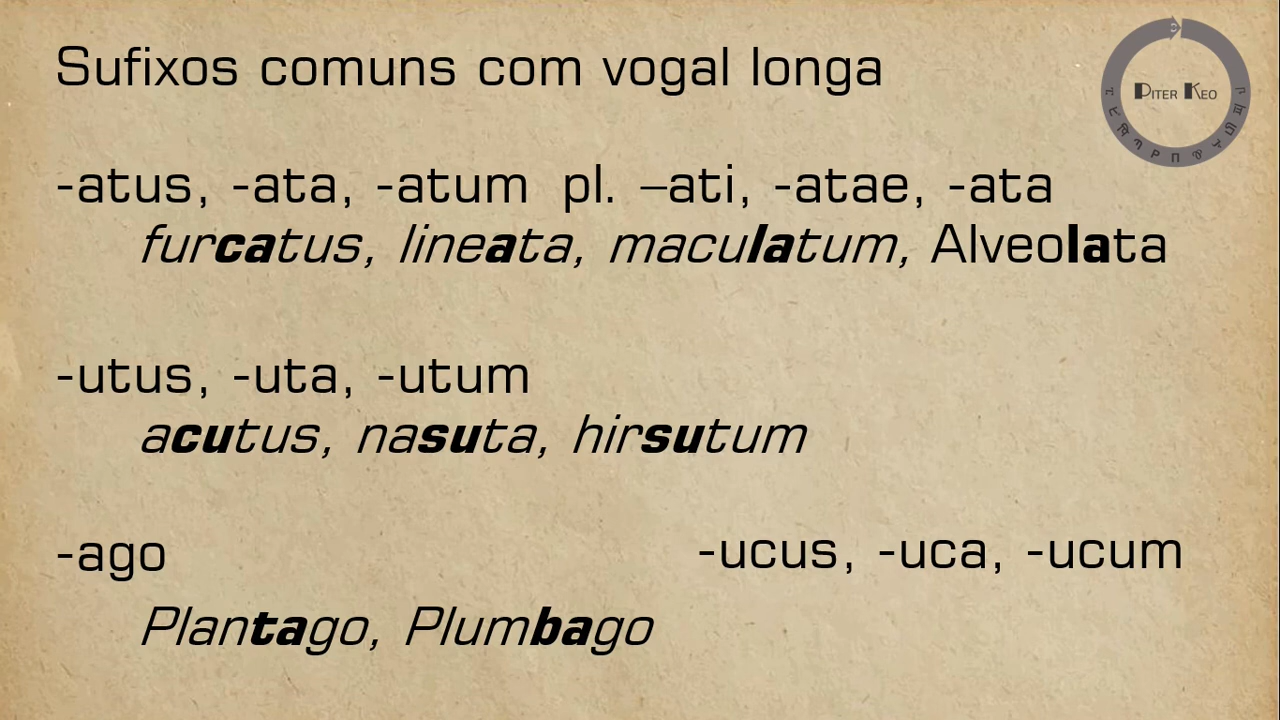 Sufixos comuns com vogal longa
PITER KEO
-atus, -ata, -atum pl. –ati, -atae, -ata
furcatus, lineata, maculatum, Alveolata
-utus, -uta, -utum
acutus, nasuta, hirsutum
-ago
-ucus, -uca, -ucum
Plantago, Plumbago